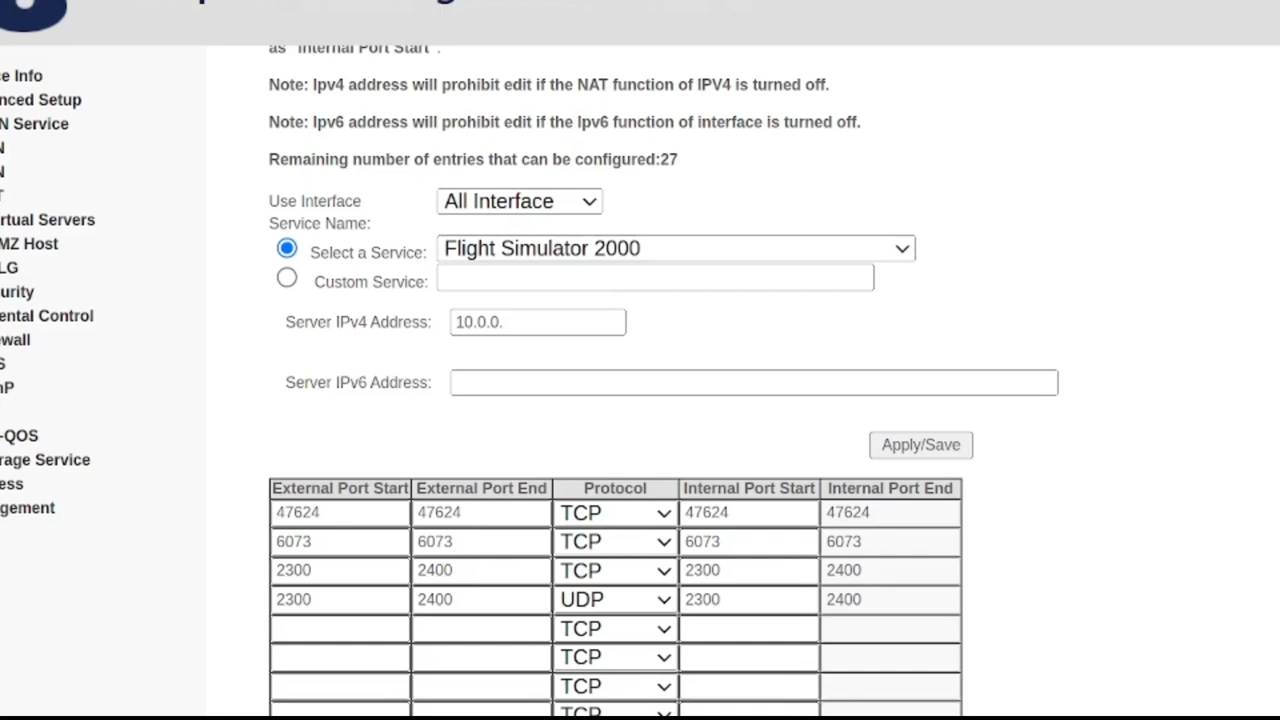 as "Internal Port Start".
Note: Ipv4 address will prohibit edit if the NAT function of IPV4 is turned off.
Note: Ipv6 address will prohibit edit if the Ipv6 function of interface is turned off.
Remaining number of entries that can be configured:27
Use Interface All Interface
Service Name:
Select a Service: Flight Simulator 2000
Custom Service:
Server IPv4 Address: 10.0.0.
Server IPv6 Address:
Apply/Save
External Port Start External Port End Protocol Internal Port Start Internal Port End
47624 47624 TCP 47624 47624
6073 6073 TCP 6073 6073
2300 2400 TCP 2300 2400
2300 2400 UDP 2300 2400
TCP
TCP
TCP
TCP
ce Info
nced Setup
N Service
N
N
T
rtual Servers
MZ Host
LG
urity
ental Control
ewall
S
nP
-QOS
rage Service
ess
gement